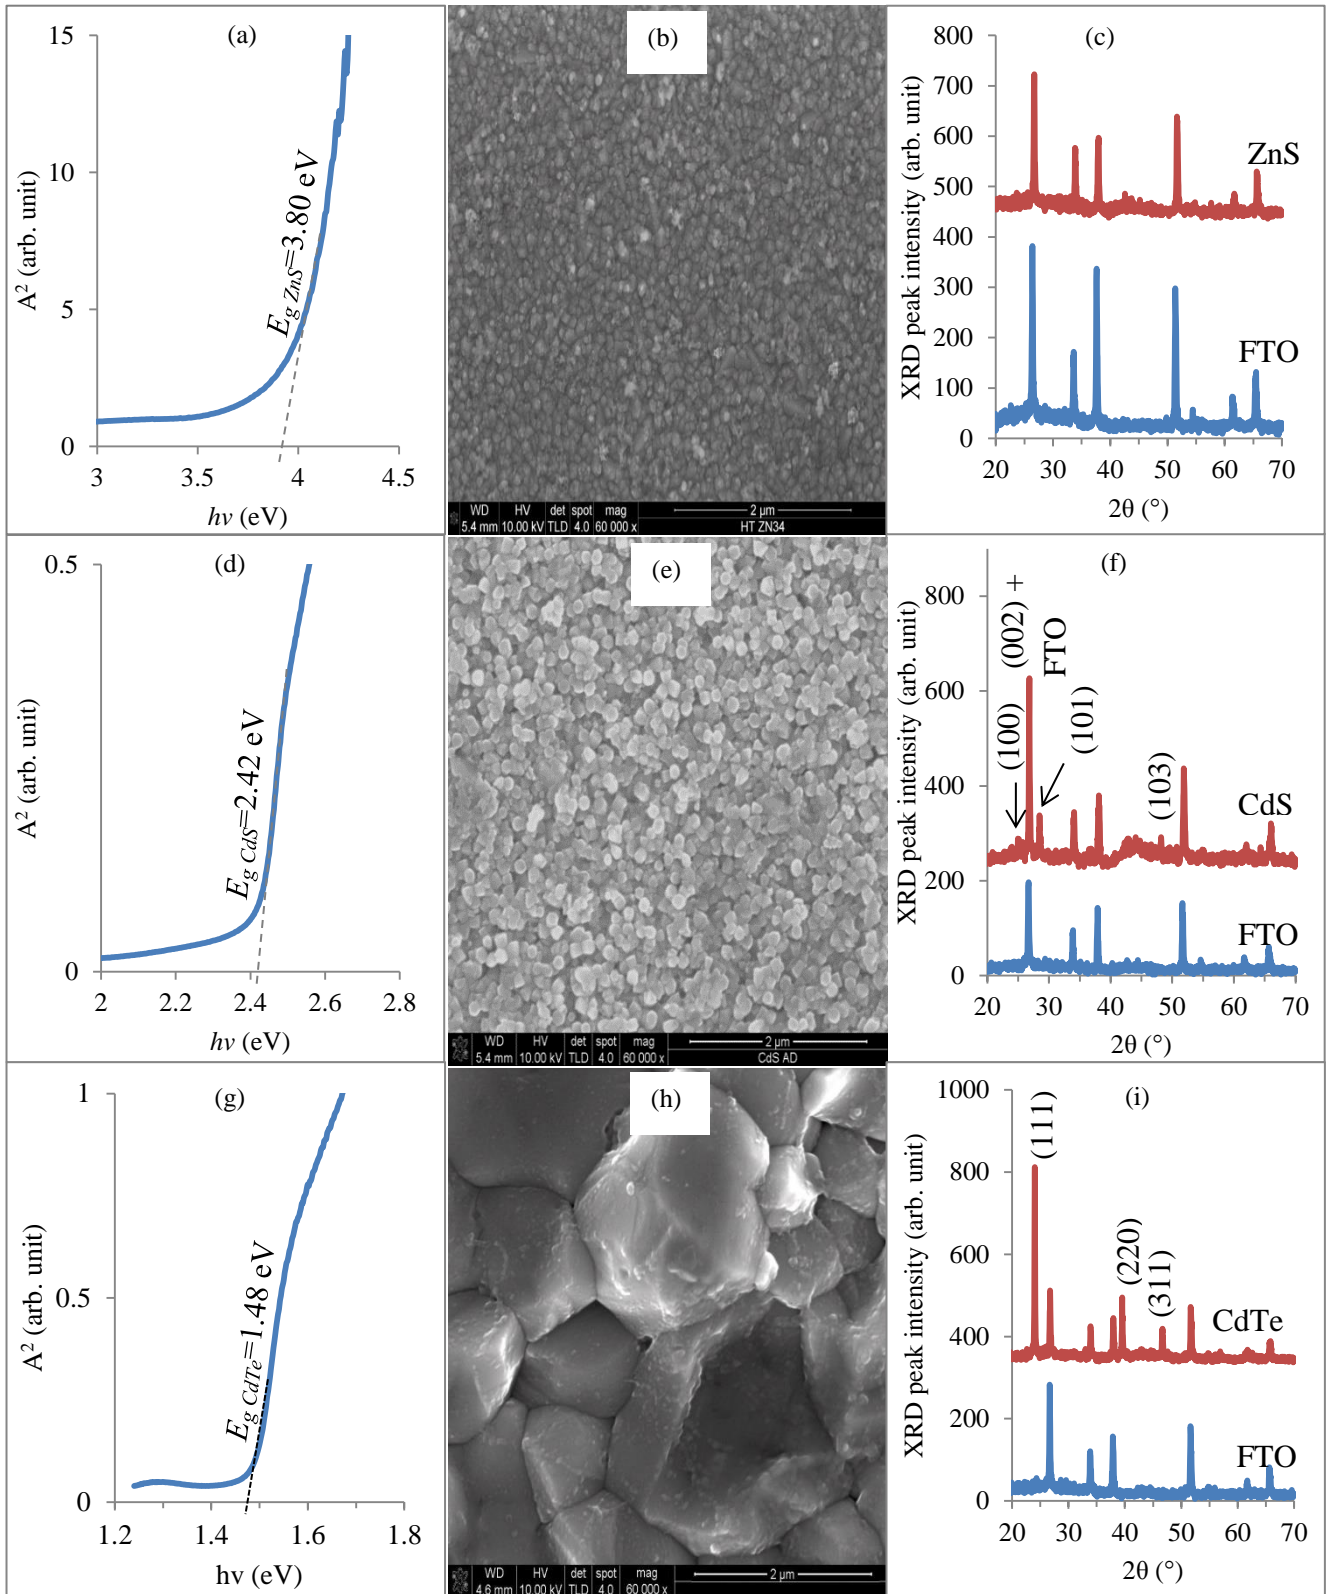 (a)
15
10
5
0
A² (arb. unit)
E_g ZnS=3.80 eV
3 3.5 4 4.5
hν (eV)
(b)
WD HV det spot mag 2 µm
5.4 mm 10.00 kV TLD 4.0 60 000 x HT ZN34
(c)
800
700
600
500
400
300
200
100
0
XRD peak intensity (arb. unit)
ZnS
FTO
20 30 40 50 60 70
2θ (°)
(d)
0.5
0
A² (arb. unit)
E_g CdS=2.42 eV
2 2.2 2.4 2.6 2.8
hν (eV)
(e)
WD HV det spot mag 2 µm
5.4 mm 10.00 kV TLD 4.0 60 000 x CdS AD
(f)
800
600
400
200
0
XRD peak intensity (arb. unit)
(100)
(002) +
FTO
(101)
(103)
CdS
FTO
20 30 40 50 60 70
2θ (°)
(g)
1
0.5
0
A² (arb. unit)
E_g CdTe=1.48 eV
1.2 1.4 1.6 1.8
hν (eV)
(h)
WD HV det spot mag 2 µm
4.6 mm 10.00 kV TLD 4.0 60 000 x
(i)
1000
800
600
400
200
0
XRD peak intensity (arb. unit)
(111)
(220)
(311)
CdTe
FTO
20 30 40 50 60 70
2θ (°)